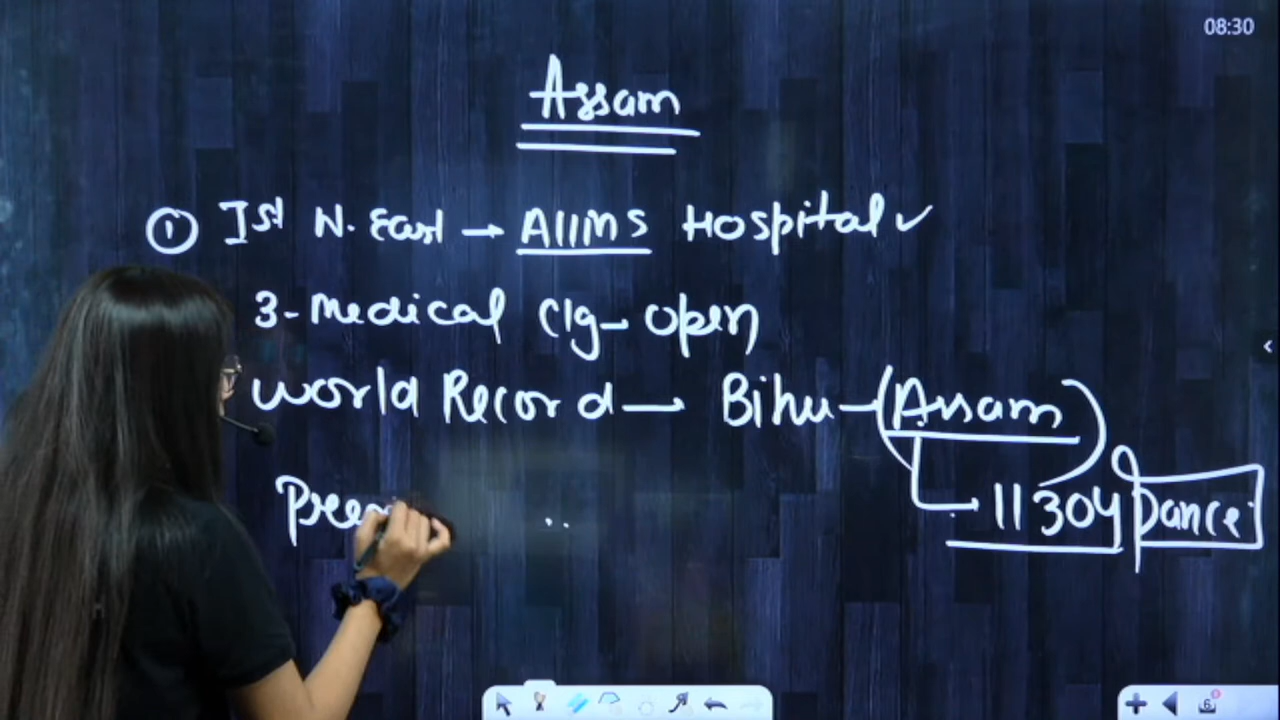 08:30
Assam
① Ist N. East → AIIMS Hospital ✓
3-Medical Clg- open
World Record → Bihu-(Assam)
→ 11304 Dance